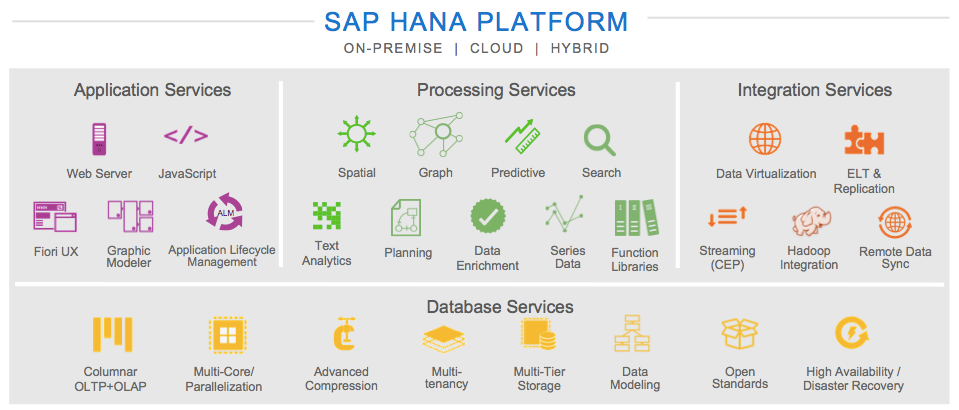 SAP HANA PLATFORM
ON-PREMISE | CLOUD | HYBRID
Application Services
Web Server
JavaScript
Fiori UX
Graphic
Modeler
ALM
Application Lifecycle
Management
Processing Services
Spatial
Graph
Predictive
Search
Text
Analytics
Planning
Data
Enrichment
Series
Data
Function
Libraries
Integration Services
Data Virtualization
ELT &
Replication
Streaming
(CEP)
Hadoop
Integration
Remote Data
Sync
Database Services
Columnar
OLTP+OLAP
Multi-Core/
Parallelization
Advanced
Compression
Multi-
tenancy
Multi-Tier
Storage
Data
Modeling
Open
Standards
High Availability /
Disaster Recovery